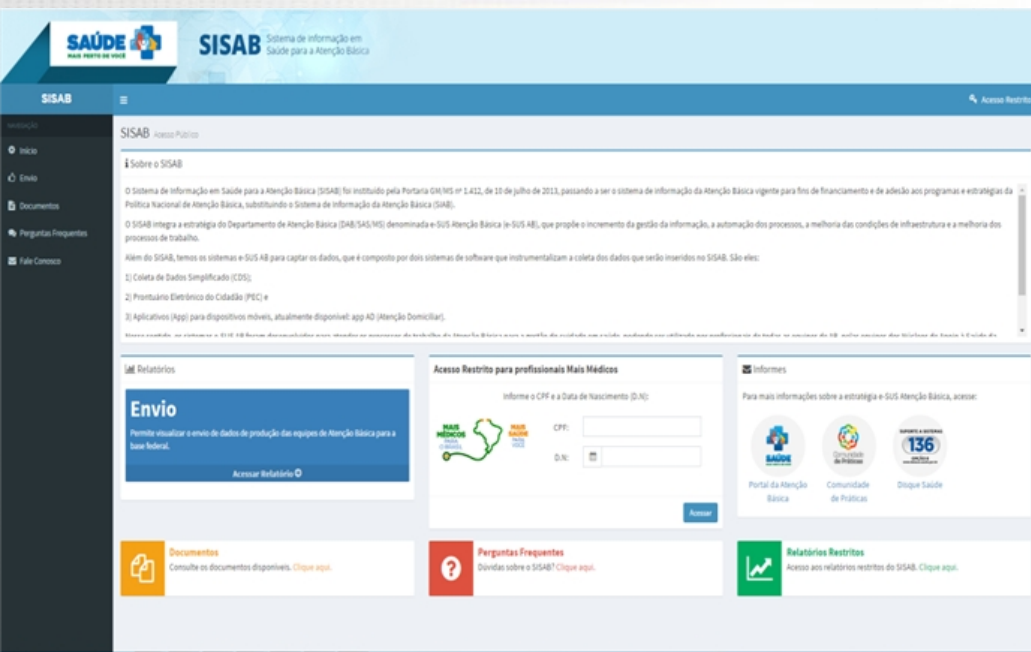 SAÚDE
MAIS PERTO DE VOCÊ
SISAB
Sistema de Informação em
Saúde para a Atenção Básica
SISAB
Acesso Restrito
NAVEGAÇÃO
Início
Envio
Documentos
Perguntas Frequentes
Fale Conosco
SISAB Acesso Público
Sobre o SISAB
O Sistema de Informação em Saúde para a Atenção Básica (SISAB) foi instituído pela Portaria GM/MS nº 1.412, de 10 de julho de 2013, passando a ser o sistema de informação da Atenção Básica vigente para fins de financiamento e de adesão aos programas e estratégias da
Política Nacional de Atenção Básica, substituindo o Sistema de Informação da Atenção Básica (SIAB).
O SISAB integra a estratégia do Departamento de Atenção Básica (DAB/SAS/MS) denominada e-SUS Atenção Básica (e-SUS AB), que propõe o incremento da gestão da informação, a automação dos processos, a melhoria das condições de infraestrutura e a melhoria dos
processos de trabalho.
Além do SISAB, temos os sistemas e-SUS AB para captar os dados, que é composto por dois sistemas de software que instrumentalizam a coleta dos dados que serão inseridos no SISAB. São eles:
1) Coleta de Dados Simplificado (CDS);
2) Prontuário Eletrônico do Cidadão (PEC) e
3) Aplicativos (App) para dispositivos móveis, atualmente disponível: app AD (Atenção Domiciliar).
Relatórios
Envio
Permite visualizar o envio de dados de produção das equipes de Atenção Básica para a
base federal.
Acessar Relatório
Acesso Restrito para profissionais Mais Médicos
Informe o CPF e a Data de Nascimento (D.N):
MAIS
MÉDICOS
PARA
O BRASIL
MAIS
SAÚDE
PARA
VOCÊ
CPF:
D.N:
Acessar
Informes
Para mais informações sobre a estratégia e-SUS Atenção Básica, acesse:
SAÚDE
Comunidade
de Práticas
SUPORTE A SISTEMAS
136
Portal da Atenção
Básica
Comunidade
de Práticas
Disque Saúde
Documentos
Consulte os documentos disponíveis. Clique aqui.
Perguntas Frequentes
Dúvidas sobre o SISAB? Clique aqui.
Relatórios Restritos
Acesso aos relatórios restritos do SISAB. Clique aqui.